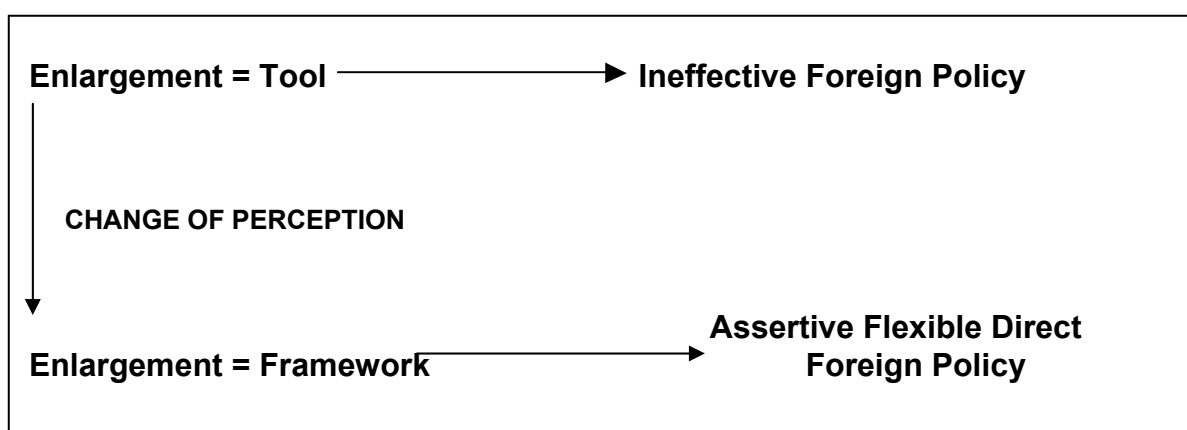 Enlargement = Tool
Ineffective Foreign Policy
CHANGE OF PERCEPTION
Enlargement = Framework
Assertive Flexible Direct
Foreign Policy